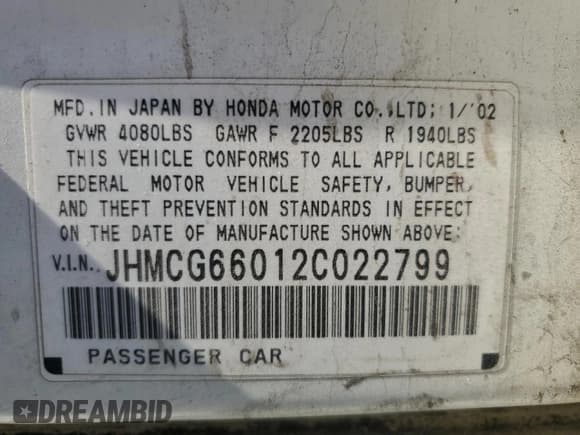 MFD. IN JAPAN BY HONDA MOTOR CO., LTD; 1/'02
GVWR 4080LBS GAWR F 2205LBS R 1940LBS
THIS VEHICLE CONFORMS TO ALL APPLICABLE
FEDERAL MOTOR VEHICLE SAFETY, BUMPER,
AND THEFT PREVENTION STANDARDS IN EFFECT
ON THE DATE OF MANUFACTURE SHOWN ABOVE:
V.I.N.: JHMCG66012C022799
PASSENGER CAR
DREAMBID